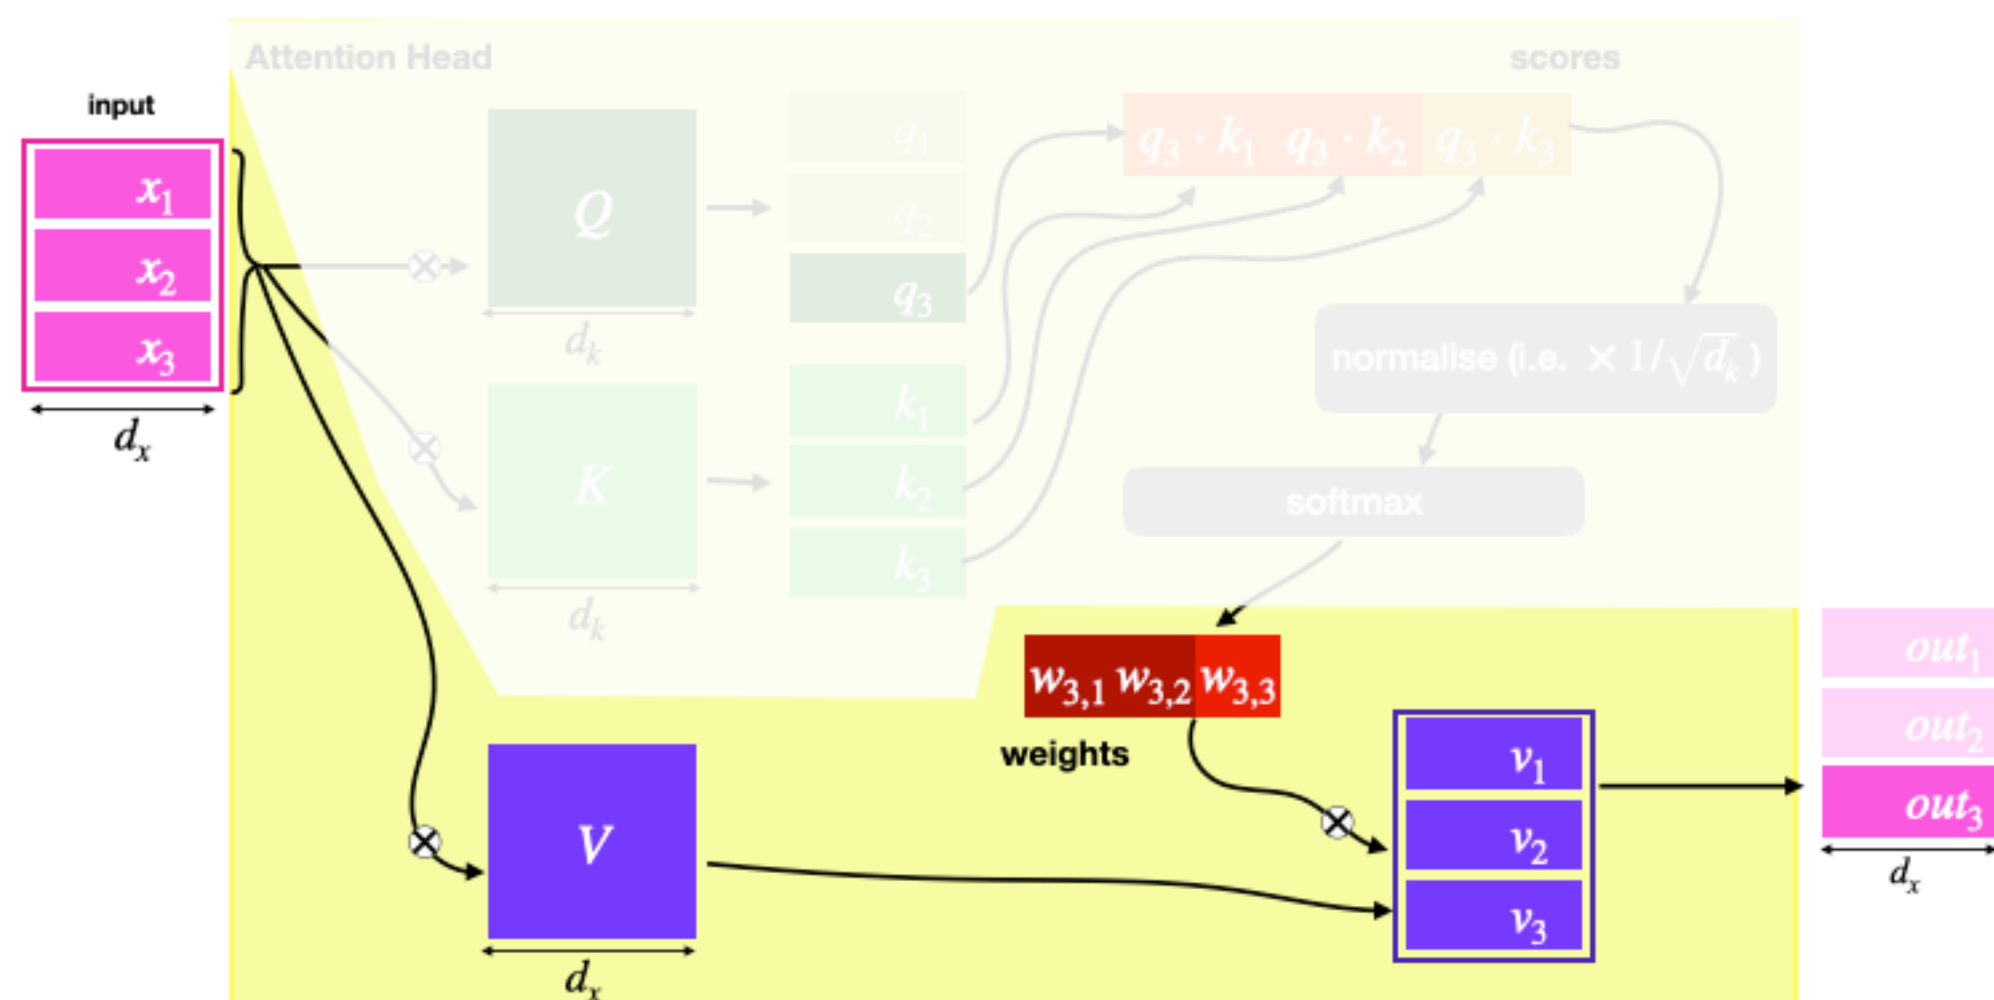 Attention Head
scores
input
x₁
x₂
x₃
dₓ
Q
dₖ
q₁
q₂
q₃
q₃ · k₁ q₃ · k₂ q₃ · k₃
normalise (i.e. × 1/√dₖ)
K
dₖ
k₁
k₂
k₃
softmax
w₃,₁ w₃,₂ w₃,₃
weights
V
dₓ
v₁
v₂
v₃
out₁
out₂
out₃
dₓ